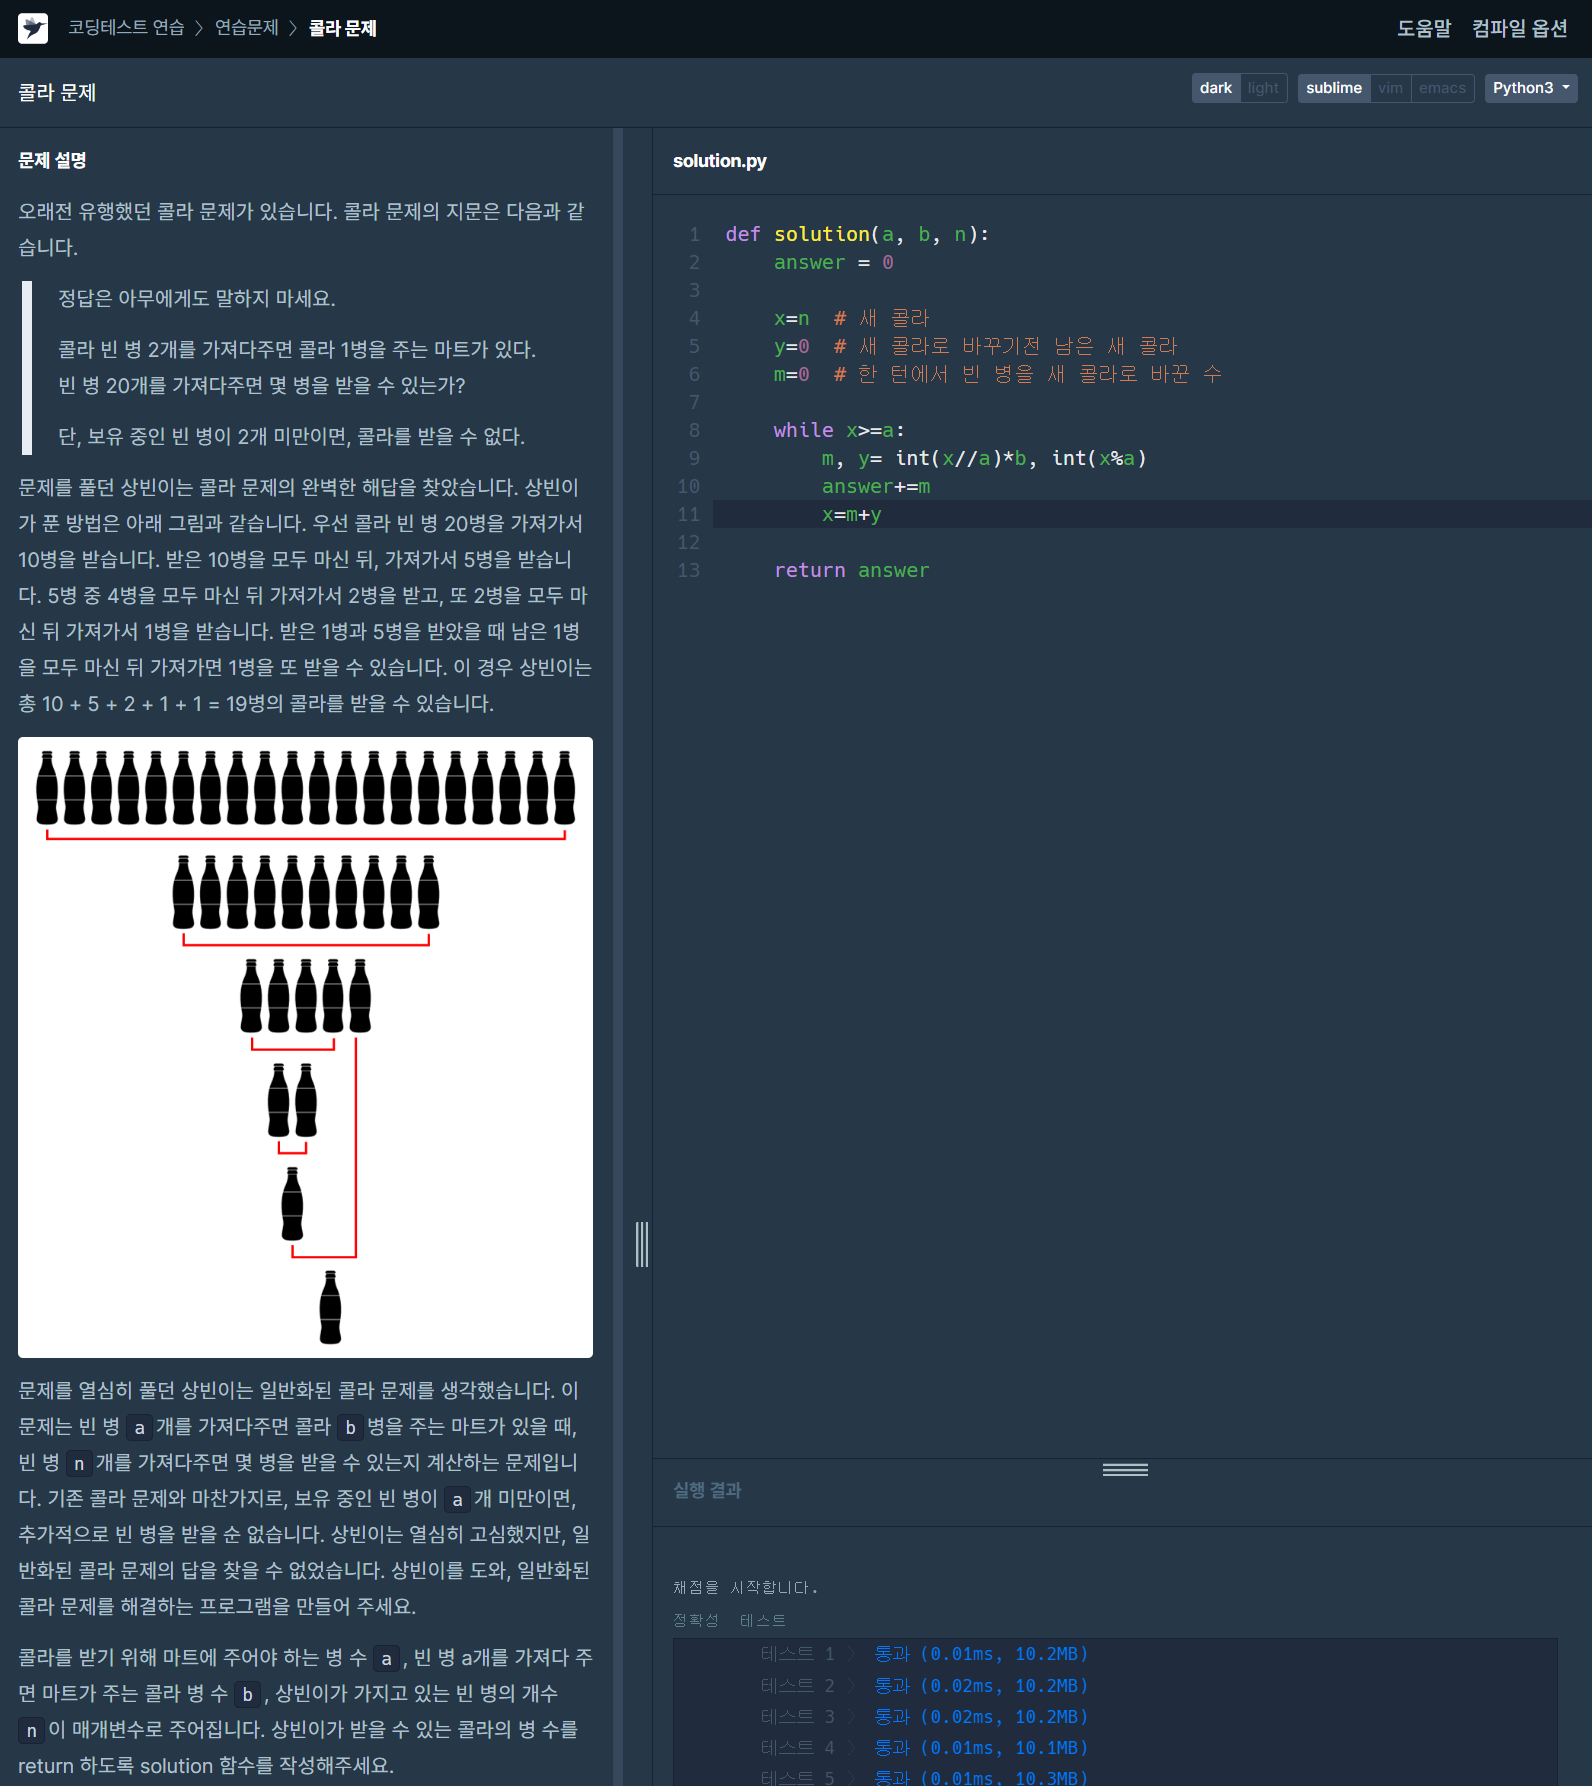 코딩테스트 연습 〉 연습문제 〉 콜라 문제
도움말 컴파일 옵션
콜라 문제
dark light sublime vim emacs Python3
문제 설명
오래전 유행했던 콜라 문제가 있습니다. 콜라 문제의 지문은 다음과 같
습니다.
정답은 아무에게도 말하지 마세요.
콜라 빈 병 2개를 가져다주면 콜라 1병을 주는 마트가 있다.
빈 병 20개를 가져다주면 몇 병을 받을 수 있는가?
단, 보유 중인 빈 병이 2개 미만이면, 콜라를 받을 수 없다.
문제를 풀던 상빈이는 콜라 문제의 완벽한 해답을 찾았습니다. 상빈이
가 푼 방법은 아래 그림과 같습니다. 우선 콜라 빈 병 20병을 가져가서
10병을 받습니다. 받은 10병을 모두 마신 뒤, 가져가서 5병을 받습니
다. 5병 중 4병을 모두 마신 뒤 가져가서 2병을 받고, 또 2병을 모두 마
신 뒤 가져가서 1병을 받습니다. 받은 1병과 5병을 받았을 때 남은 1병
을 모두 마신 뒤 가져가면 1병을 또 받을 수 있습니다. 이 경우 상빈이는
총 10 + 5 + 2 + 1 + 1 = 19병의 콜라를 받을 수 있습니다.
문제를 열심히 풀던 상빈이는 일반화된 콜라 문제를 생각했습니다. 이
문제는 빈 병 a 개를 가져다주면 콜라 b 병을 주는 마트가 있을 때,
빈 병 n 개를 가져다주면 몇 병을 받을 수 있는지 계산하는 문제입니
다. 기존 콜라 문제와 마찬가지로, 보유 중인 빈 병이 a 개 미만이면,
추가적으로 빈 병을 받을 순 없습니다. 상빈이는 열심히 고심했지만, 일
반화된 콜라 문제의 답을 찾을 수 없었습니다. 상빈이를 도와, 일반화된
콜라 문제를 해결하는 프로그램을 만들어 주세요.
콜라를 받기 위해 마트에 주어야 하는 병 수 a , 빈 병 a개를 가져다 주
면 마트가 주는 콜라 병 수 b , 상빈이가 가지고 있는 빈 병의 개수
n 이 매개변수로 주어집니다. 상빈이가 받을 수 있는 콜라의 병 수를
return 하도록 solution 함수를 작성해주세요.
solution.py
1 def solution(a, b, n):
2     answer = 0
3
4     x=n  # 새 콜라
5     y=0  # 새 콜라로 바꾸기전 남은 새 콜라
6     m=0  # 한 턴에서 빈 병을 새 콜라로 바꾼 수
7
8     while x>=a:
9         m, y= int(x//a)*b, int(x%a)
10         answer+=m
11         x=m+y
12
13     return answer
실행 결과
채점을 시작합니다.
정확성  테스트
테스트 1 〉 통과 (0.01ms, 10.2MB)
테스트 2 〉 통과 (0.02ms, 10.2MB)
테스트 3 〉 통과 (0.02ms, 10.2MB)
테스트 4 〉 통과 (0.01ms, 10.1MB)
테스트 5 〉 통과 (0.01ms, 10.3MB)